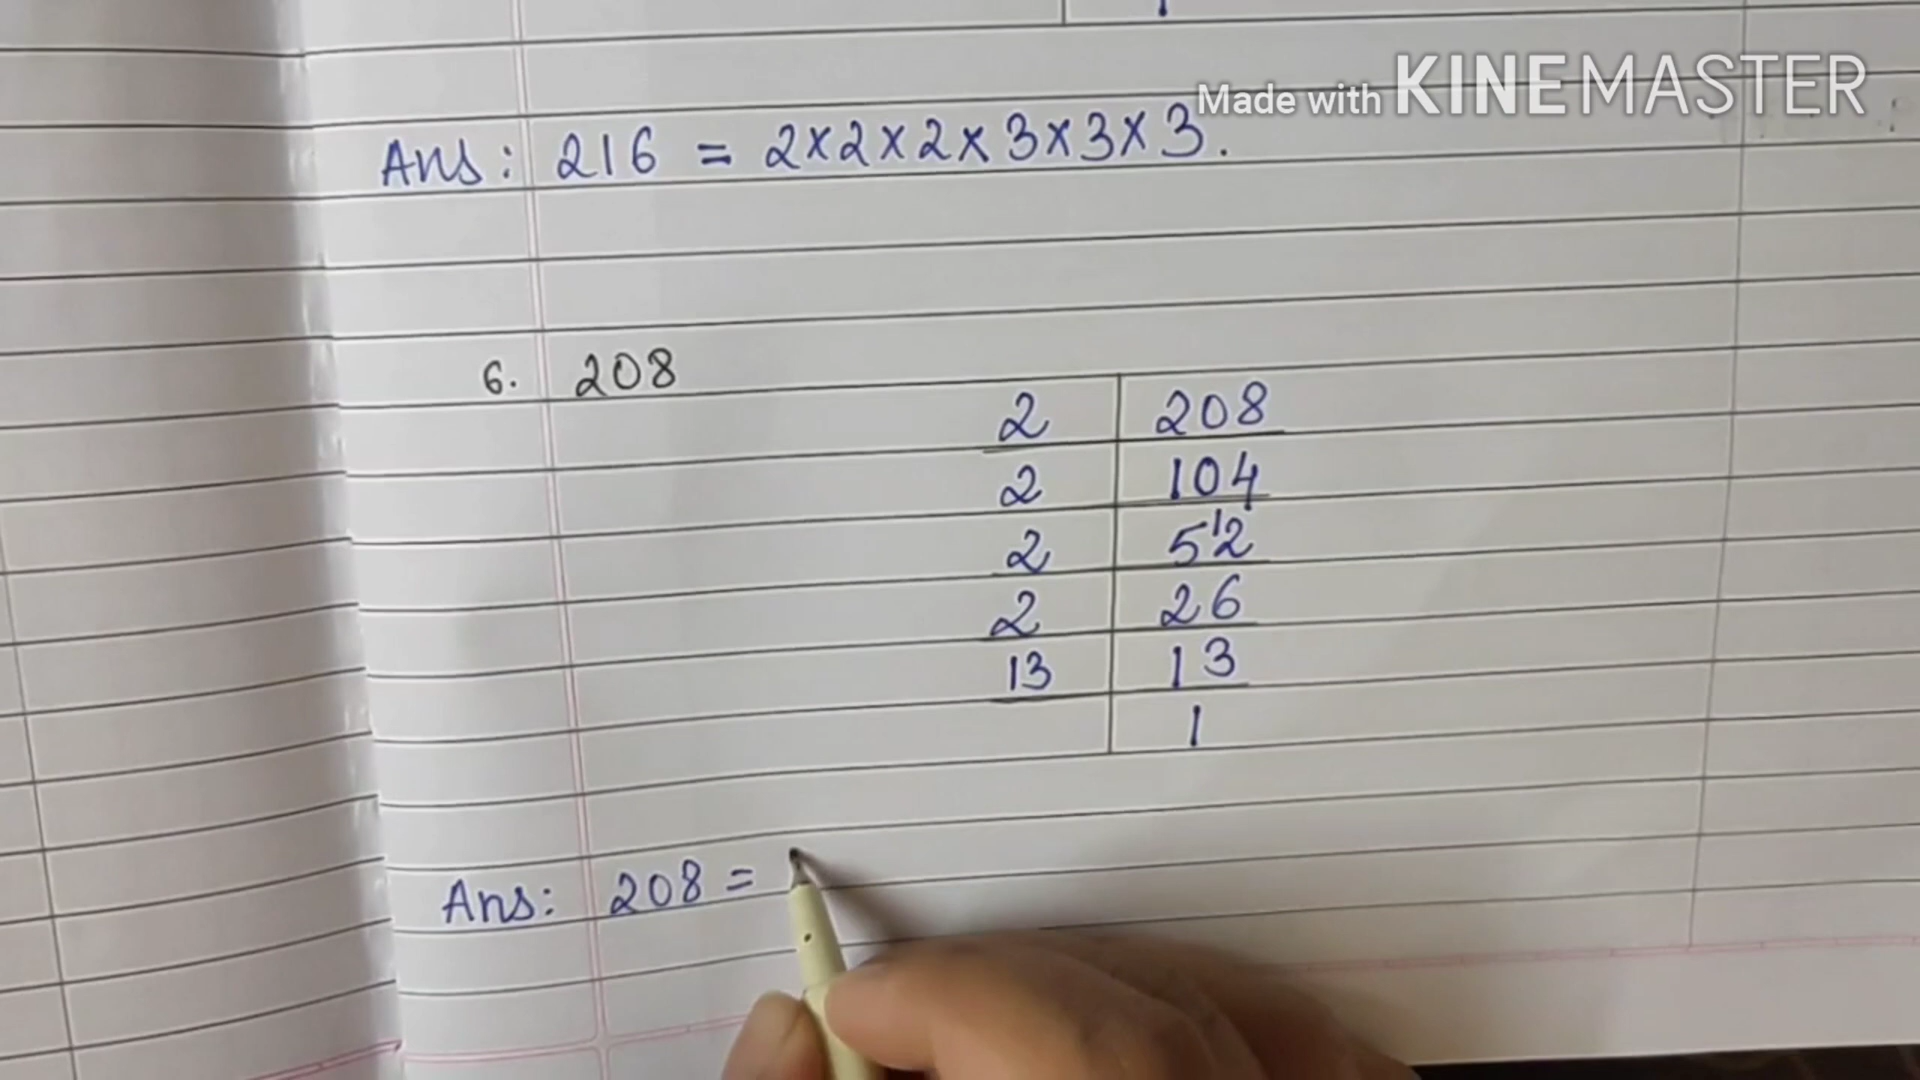 Made with KINEMASTER
Ans: 216 = 2×2×2×3×3×3.
6. 208
2 208
2 104
2 512
2 26
13 13
1
Ans: 208 =